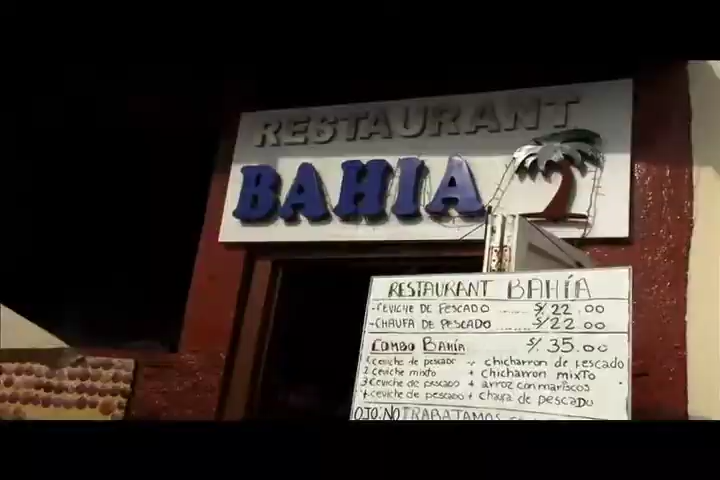 RESTAURANT
BAHIA
RESTAURANT BAHÍA
-CEVICHE DE PESCADO ....... S/. 22.00
-CHAUFA DE PESCADO ........ S/. 22.00
COMBO BAHÍA S/. 35.00
1 ceviche de pescado + chicharron de pescado
2 ceviche mixto + chicharron mixTo
3 ceviche de pescado + arroz con mariscos
4 ceviche de pescado + chaufa de pescado
OJO: NO TRABATAMOS